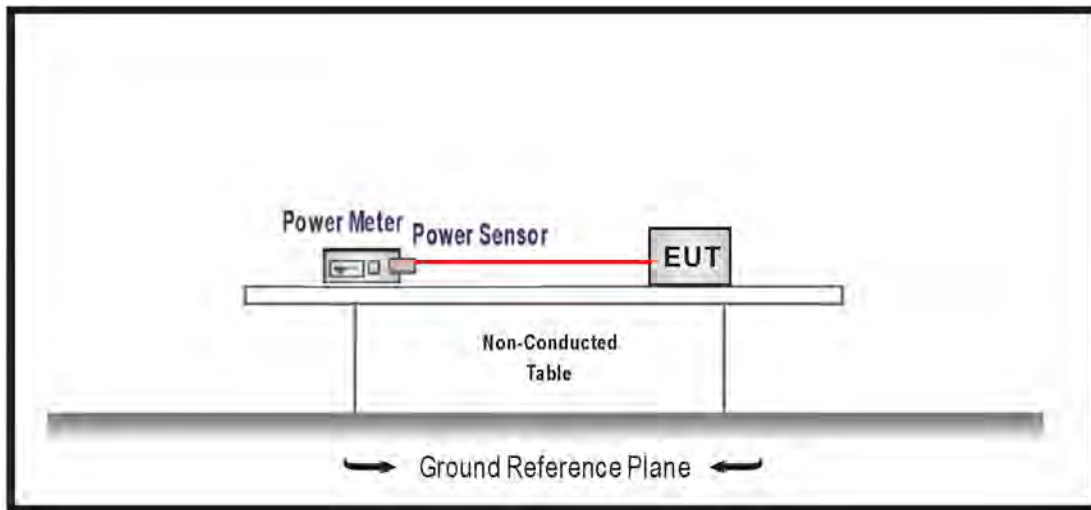 Power Meter
Power Sensor
EUT
Non-Conducted
Table
Ground Reference Plane